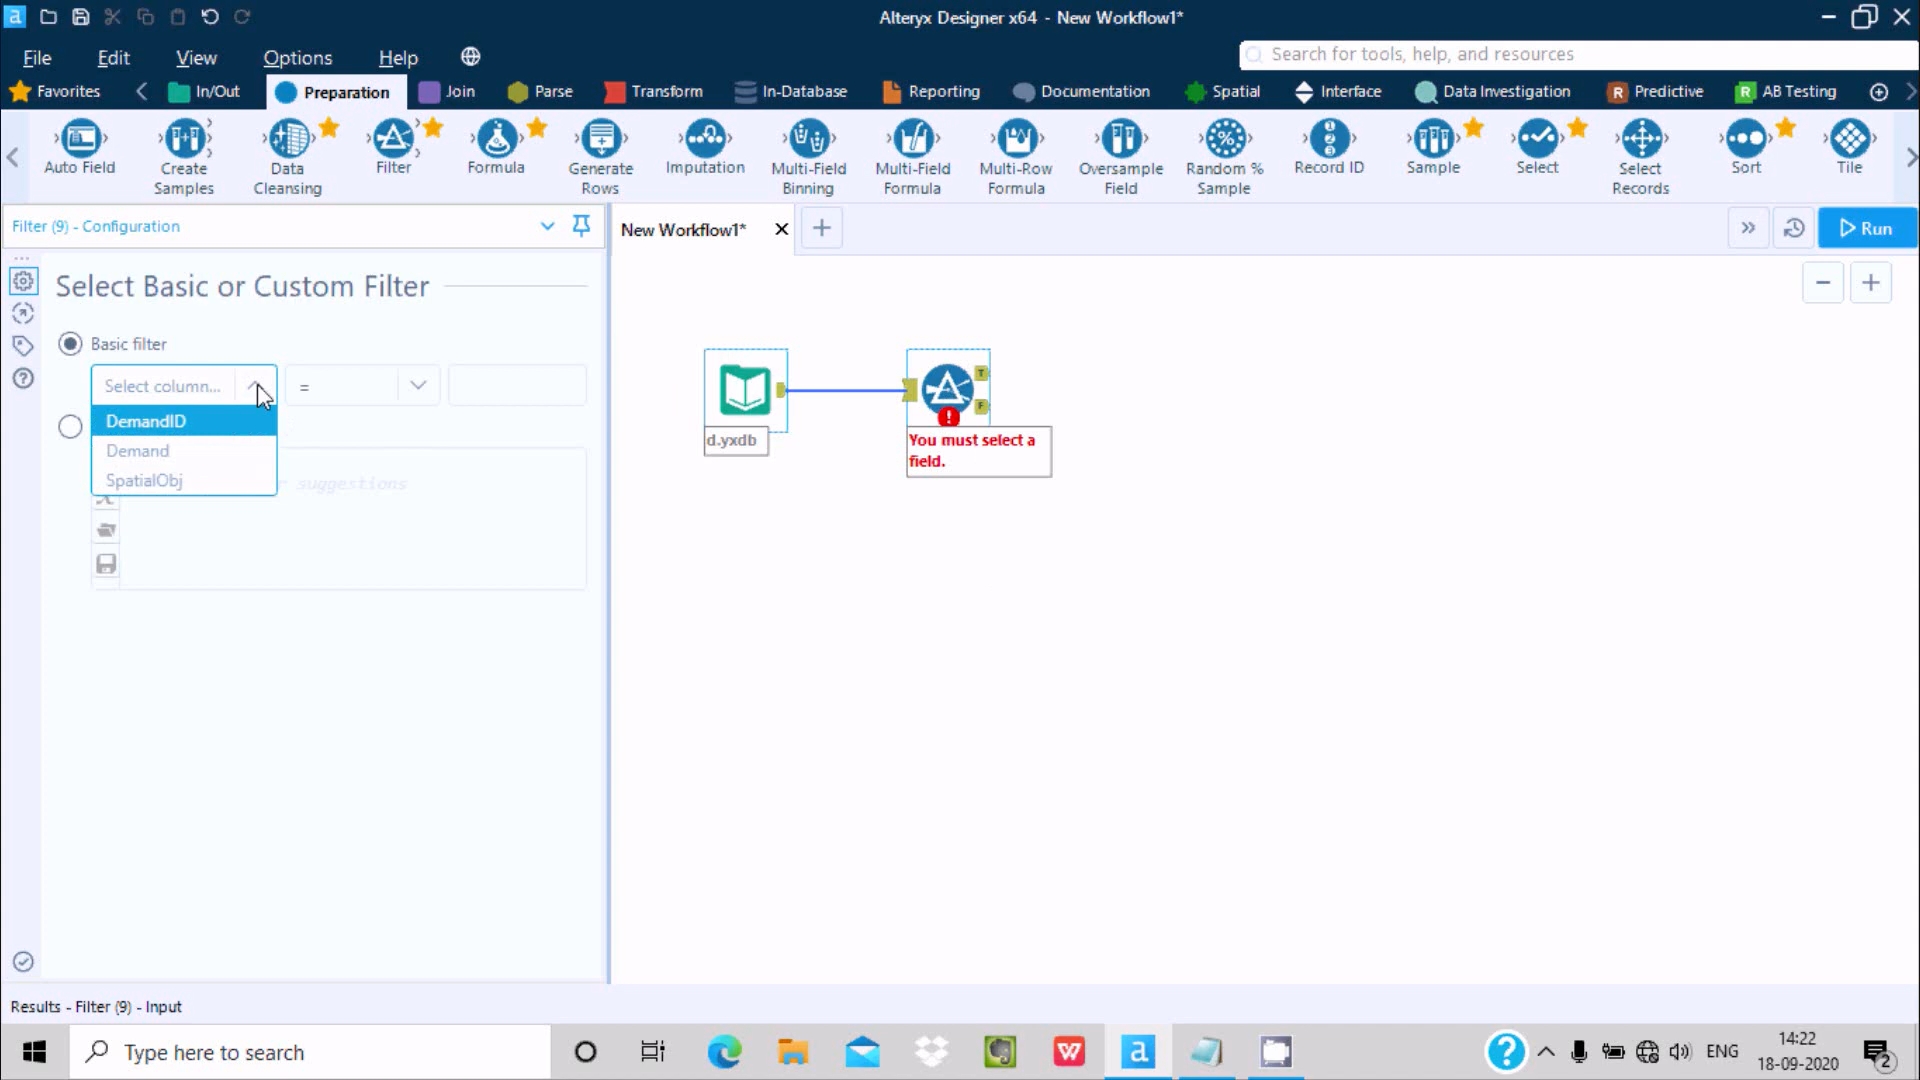 Alteryx Designer x64 - New Workflow1*
File Edit View Options Help
Search for tools, help, and resources
Favorites In/Out Preparation Join Parse Transform In-Database Reporting Documentation Spatial Interface Data Investigation Predictive AB Testing
Auto Field
Create
Samples
Data
Cleansing
Filter
Formula
Generate
Rows
Imputation
Multi-Field
Binning
Multi-Field
Formula
Multi-Row
Formula
Oversample
Field
Random %
Sample
Record ID
Sample
Select
Select
Records
Sort
Tile
Filter (9) - Configuration
New Workflow1*
Run
Select Basic or Custom Filter
Basic filter
Select column... =
DemandID
Demand
SpatialObj
suggestions
d.yxdb
You must select a
field.
Results - Filter (9) - Input
Type here to search
ENG
14:22
18-09-2020
2